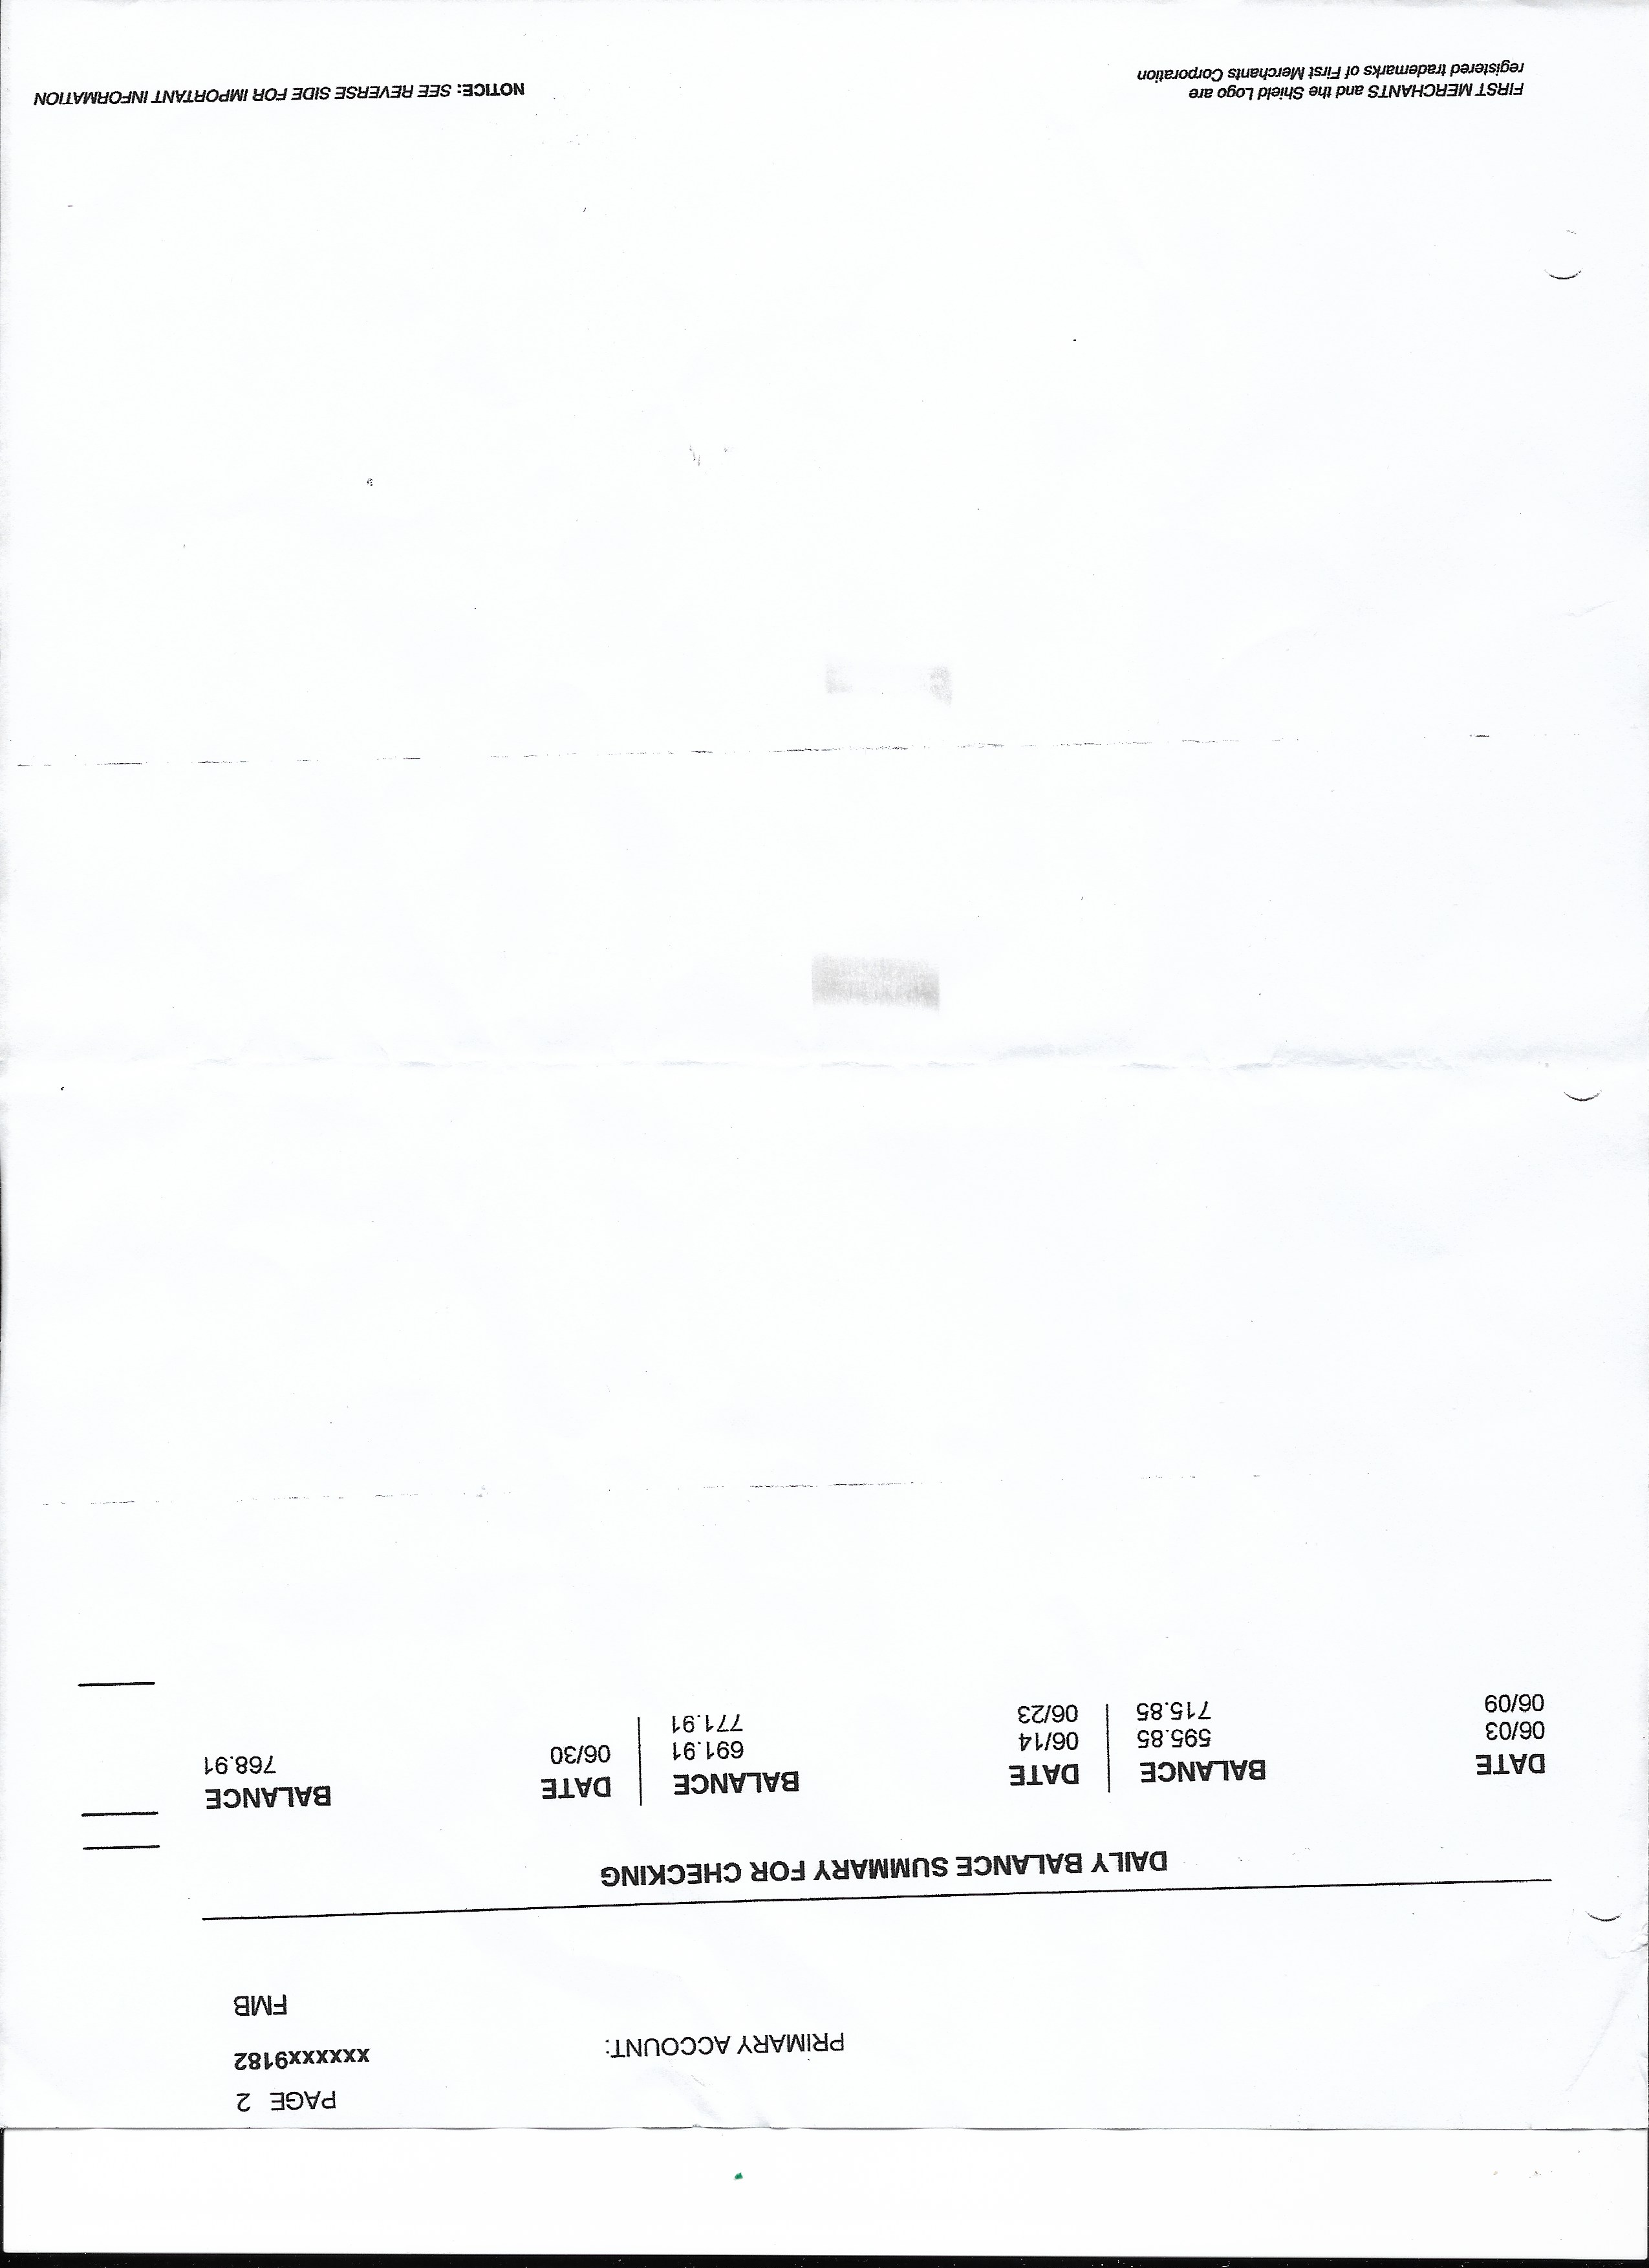 PAGE 2
xxxxxxx9182
PRIMARY ACCOUNT:
FMB
DAILY BALANCE SUMMARY FOR CHECKING
DATE BALANCE DATE BALANCE DATE BALANCE
06/03 595.85 06/14 691.91 06/30 768.91
06/09 715.85 06/23 771.91
FIRST MERCHANTS and the Shield Logo are
registered trademarks of First Merchants Corporation
NOTICE: SEE REVERSE SIDE FOR IMPORTANT INFORMATION